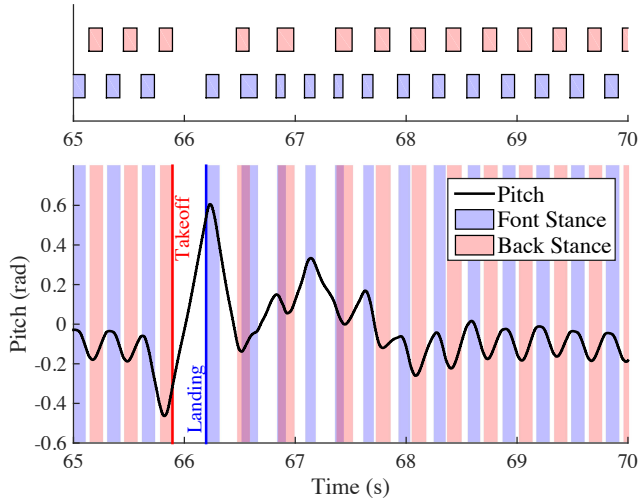 65 66 67 68 69 70
0.6
0.4
0.2
0
-0.2
-0.4
-0.6
Pitch (rad)
Takeoff
Landing
Pitch
Font Stance
Back Stance
65 66 67 68 69 70
Time (s)